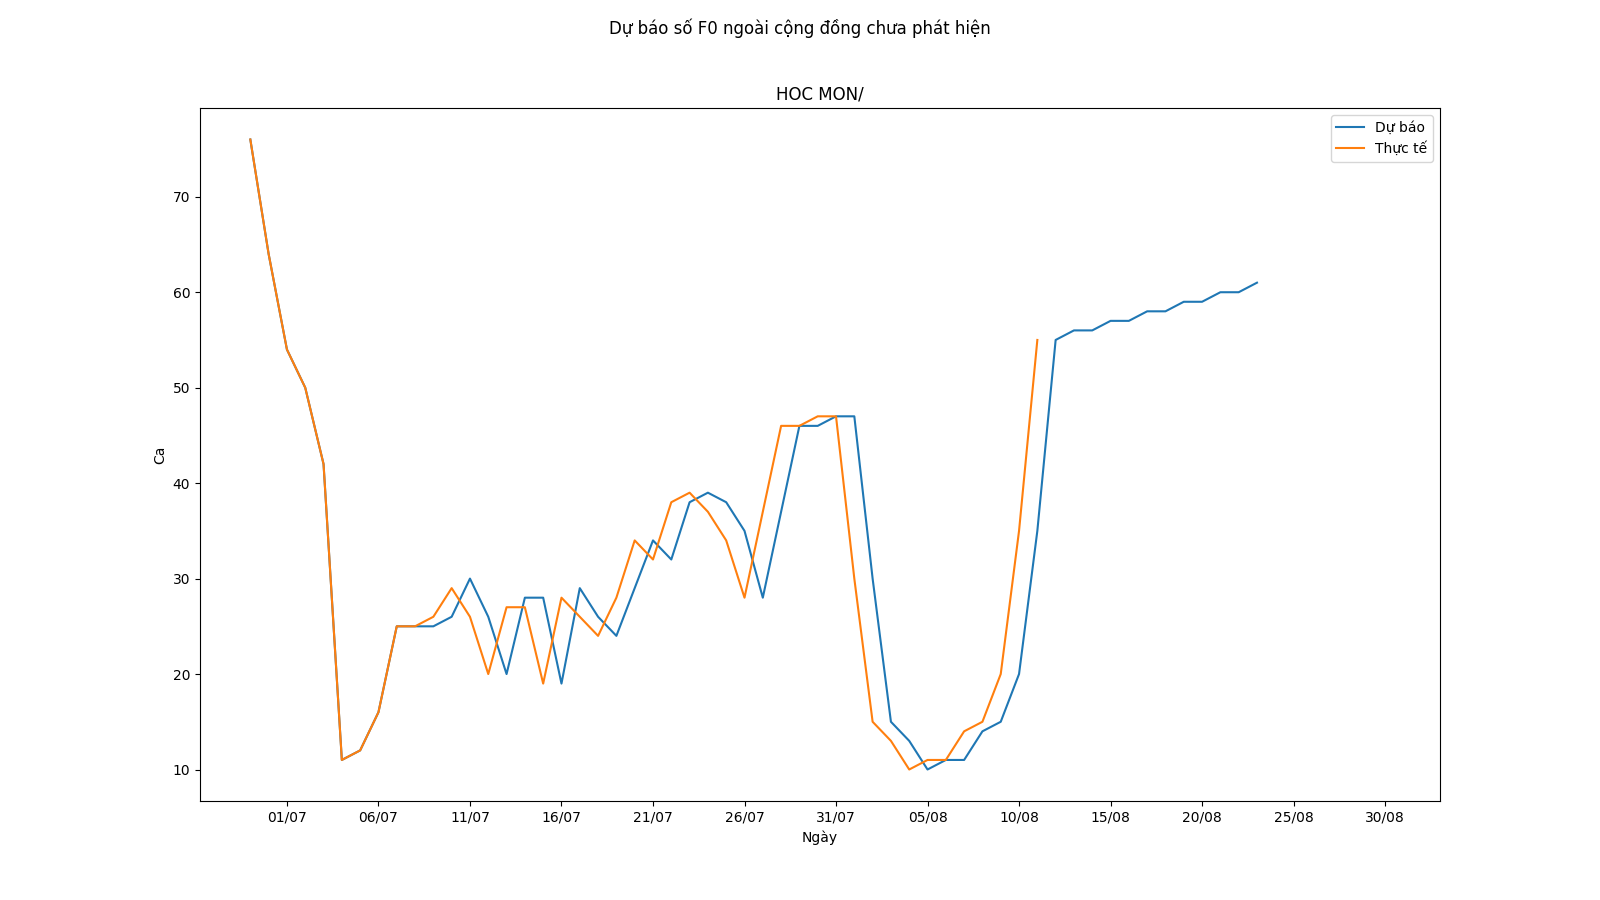 Dự báo số F0 ngoài cộng đồng chưa phát hiện
HOC MON/
Dự báo
Thực tế
70
60
50
40
30
20
10
Ca
01/07 06/07 11/07 16/07 21/07 26/07 31/07 05/08 10/08 15/08 20/08 25/08 30/08
Ngày